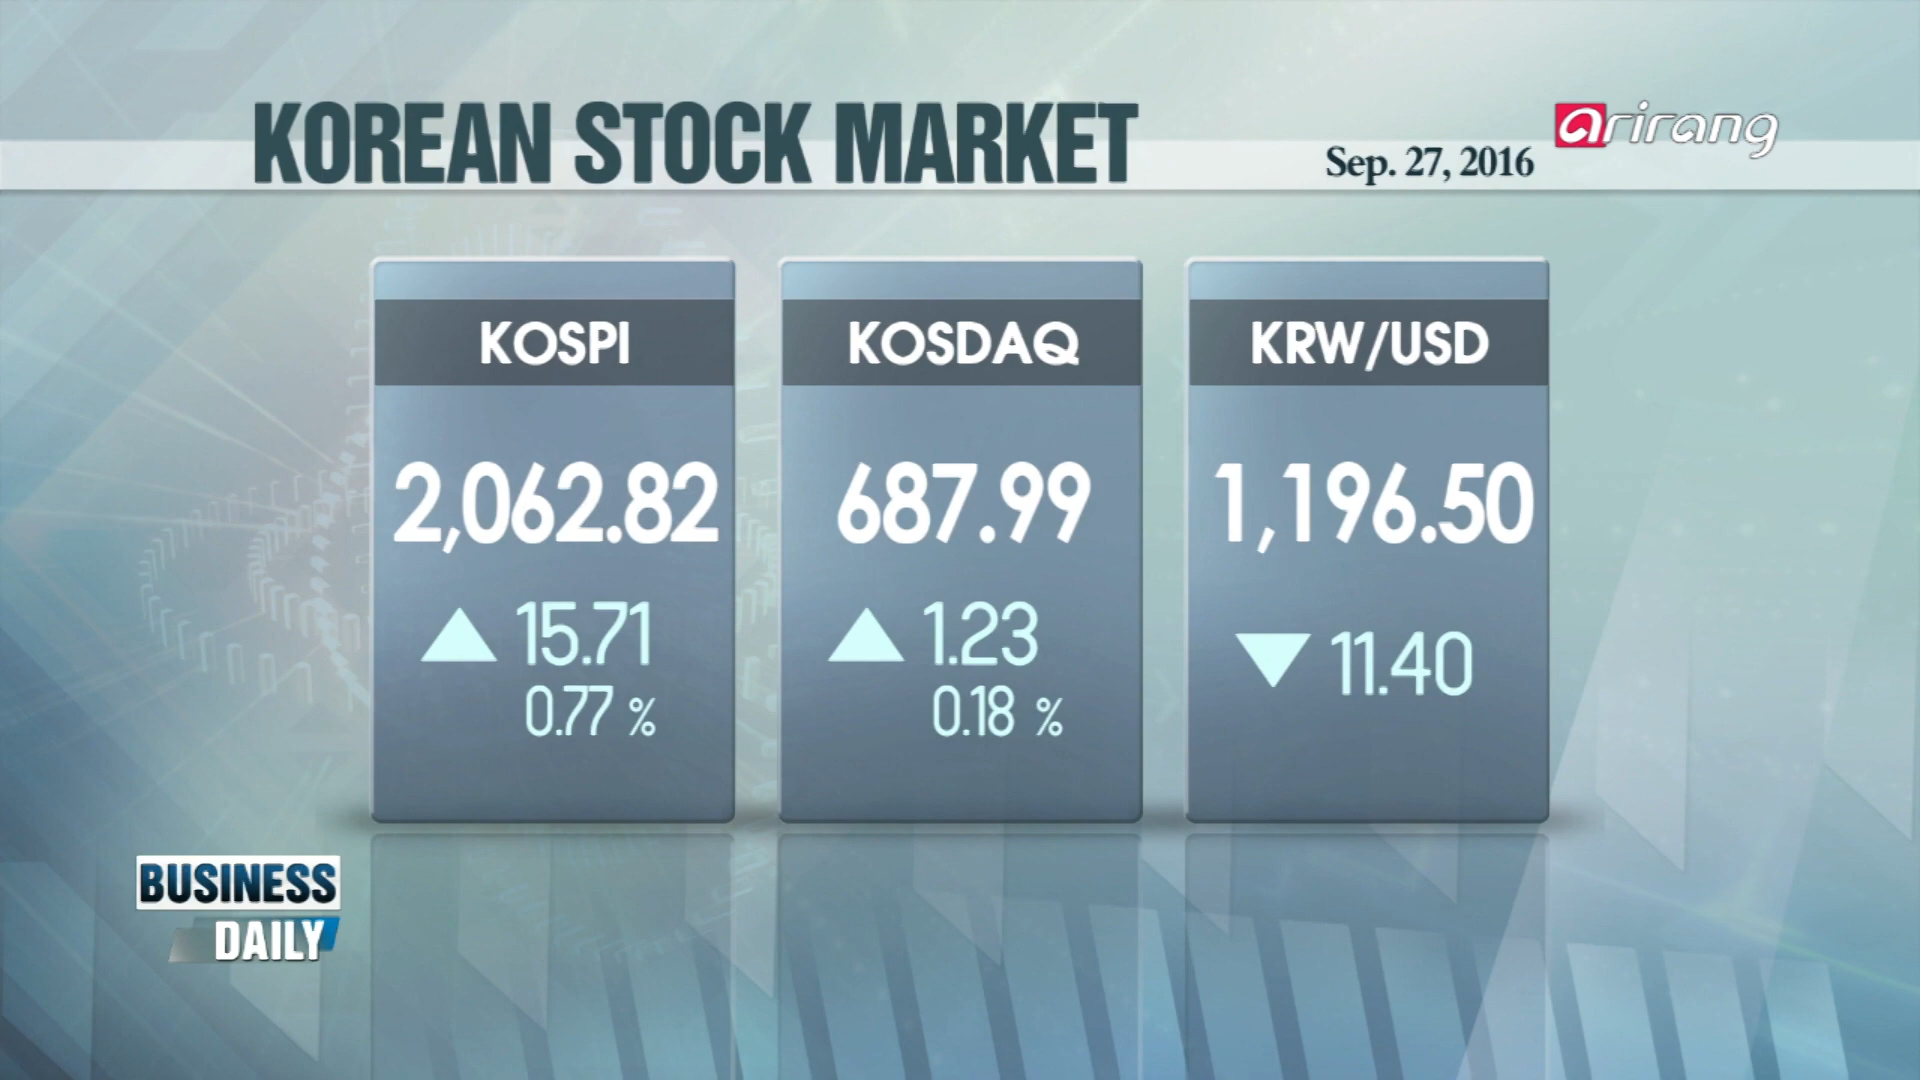 KOREAN STOCK MARKET
Sep. 27, 2016
arirang
KOSPI
2,062.82
▲ 15.71
0.77 %
KOSDAQ
687.99
▲ 1.23
0.18 %
KRW/USD
1,196.50
▼ 11.40
BUSINESS
DAILY